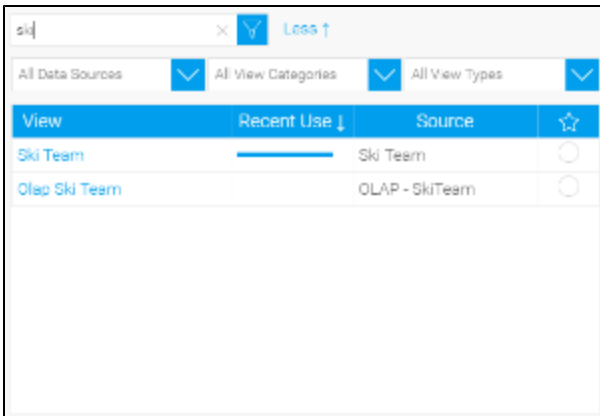 ski Less ↑
All Data Sources All View Categories All View Types
View Recent Use ↓ Source
Ski Team Ski Team
Olap Ski Team OLAP - SkiTeam